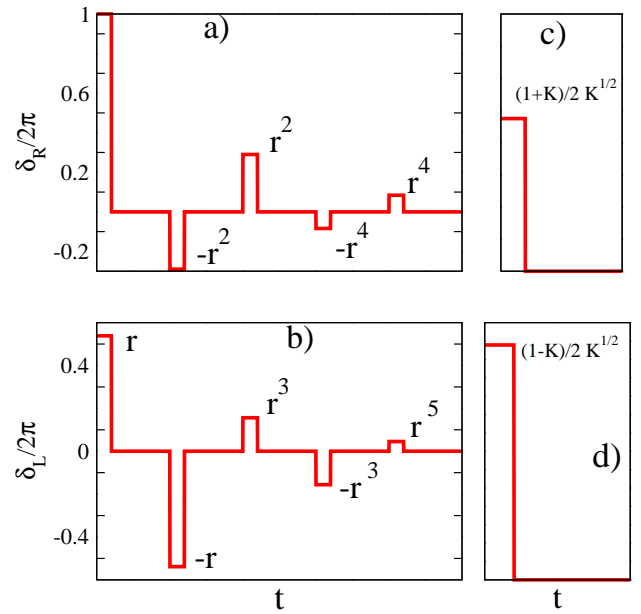 a)
c)
1
0.6
0.2
-0.2
δ_R/2π
r^2
-r^2
r^4
-r^4
(1+K)/2 K^{1/2}
b)
d)
0.4
0
-0.4
δ_L/2π
r
-r
r^3
-r^3
r^5
(1-K)/2 K^{1/2}
t
t